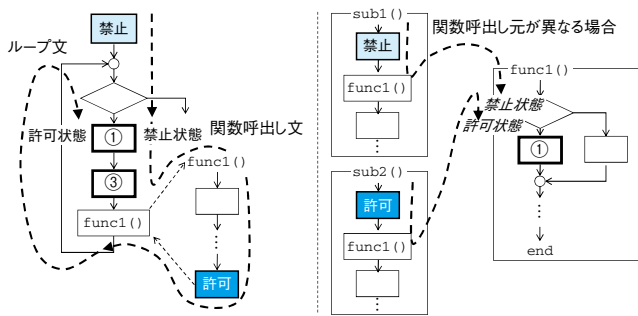 禁止
ループ文
許可状態
①
禁止状態
関数呼出し文
③
func1()
func1()
⋮
許可
sub1()
関数呼出し元が異なる場合
禁止
func1()
⋮
sub2()
許可
func1()
⋮
func1()
禁止状態
許可状態
①
⋮
end